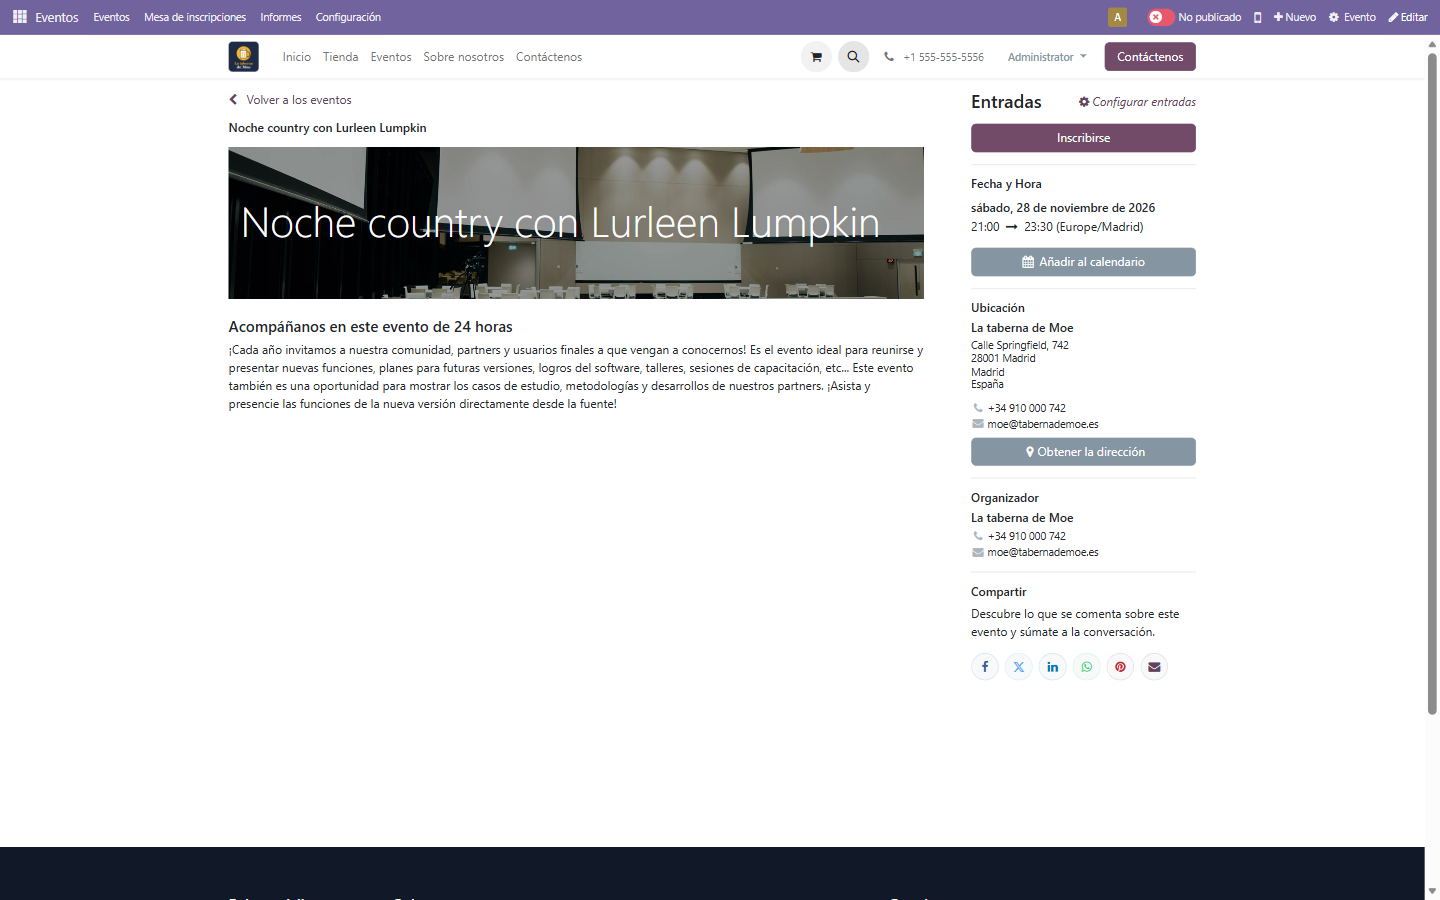 Eventos Eventos Mesa de inscripciones Informes Configuración A No publicado Nuevo Evento Editar
La taberna de Moe Inicio Tienda Eventos Sobre nosotros Contáctenos +1 555-555-5556 Administrator Contáctenos
Volver a los eventos
Noche country con Lurleen Lumpkin
Noche country con Lurleen Lumpkin
Acompáñanos en este evento de 24 horas
¡Cada año invitamos a nuestra comunidad, partners y usuarios finales a que vengan a conocernos! Es el evento ideal para reunirse y
presentar nuevas funciones, planes para futuras versiones, logros del software, talleres, sesiones de capacitación, etc... Este evento
también es una oportunidad para mostrar los casos de estudio, metodologías y desarrollos de nuestros partners. ¡Asista y
presencie las funciones de la nueva versión directamente desde la fuente!
Entradas Configurar entradas
Inscribirse
Fecha y Hora
sábado, 28 de noviembre de 2026
21:00 → 23:30 (Europe/Madrid)
Añadir al calendario
Ubicación
La taberna de Moe
Calle Springfield, 742
28001 Madrid
Madrid
España
+34 910 000 742
moe@tabernademoe.es
Obtener la dirección
Organizador
La taberna de Moe
+34 910 000 742
moe@tabernademoe.es
Compartir
Descubre lo que se comenta sobre este
evento y súmate a la conversación.